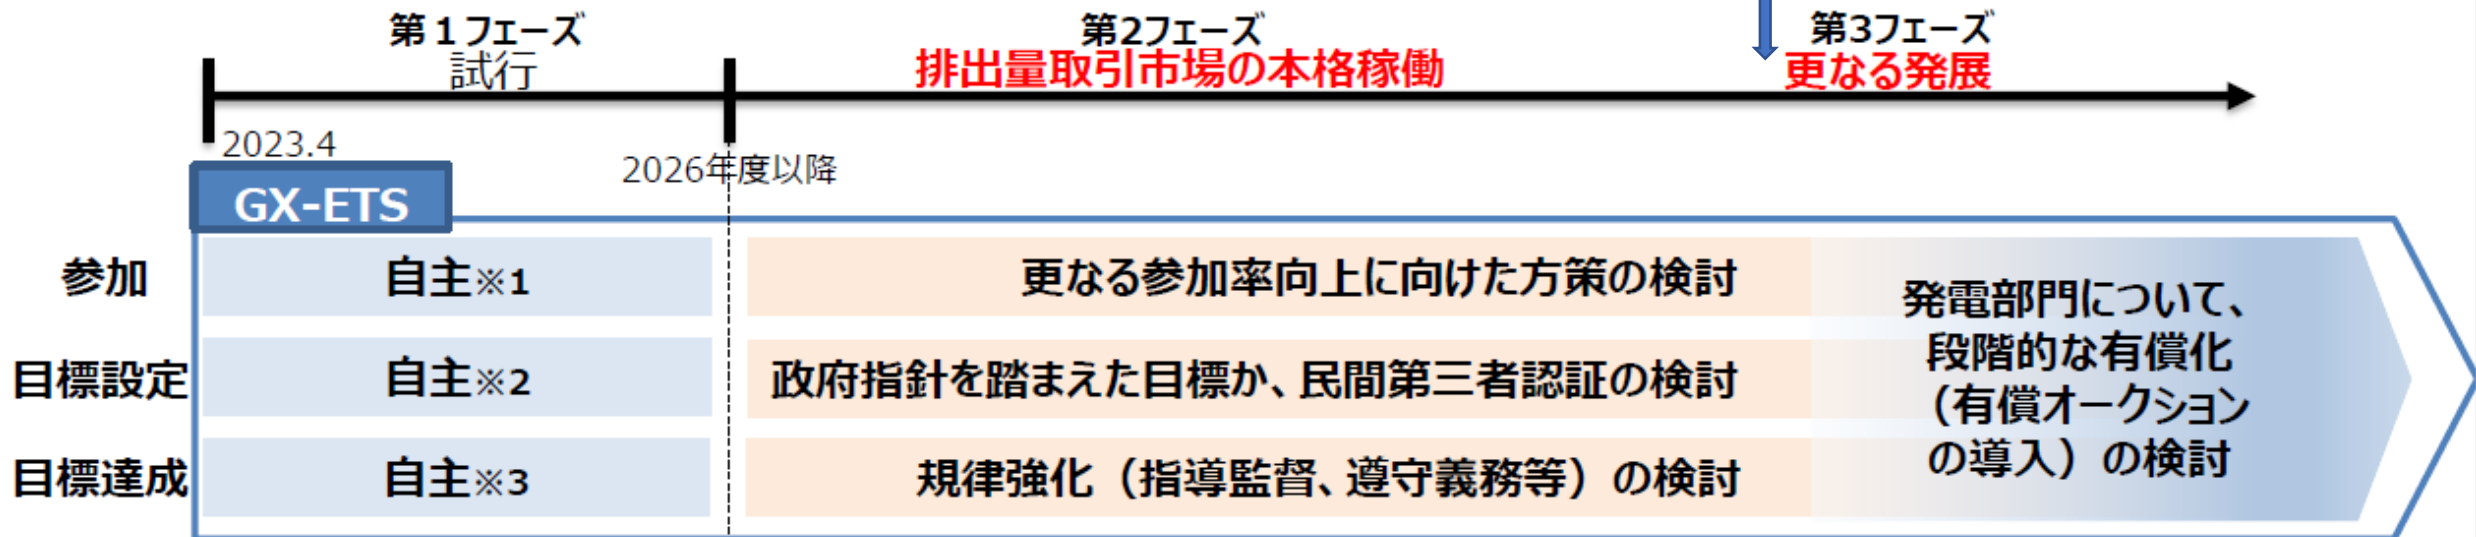 第１フェーズ
試行
第2フェーズ
排出量取引市場の本格稼働
第3フェーズ
更なる発展
2023.4
2026年度以降
GX-ETS
参加
自主※1
更なる参加率向上に向けた方策の検討
目標設定
自主※2
政府指針を踏まえた目標か、民間第三者認証の検討
目標達成
自主※3
規律強化（指導監督、遵守義務等）の検討
発電部門について、
段階的な有償化
（有償オークション
の導入）の検討